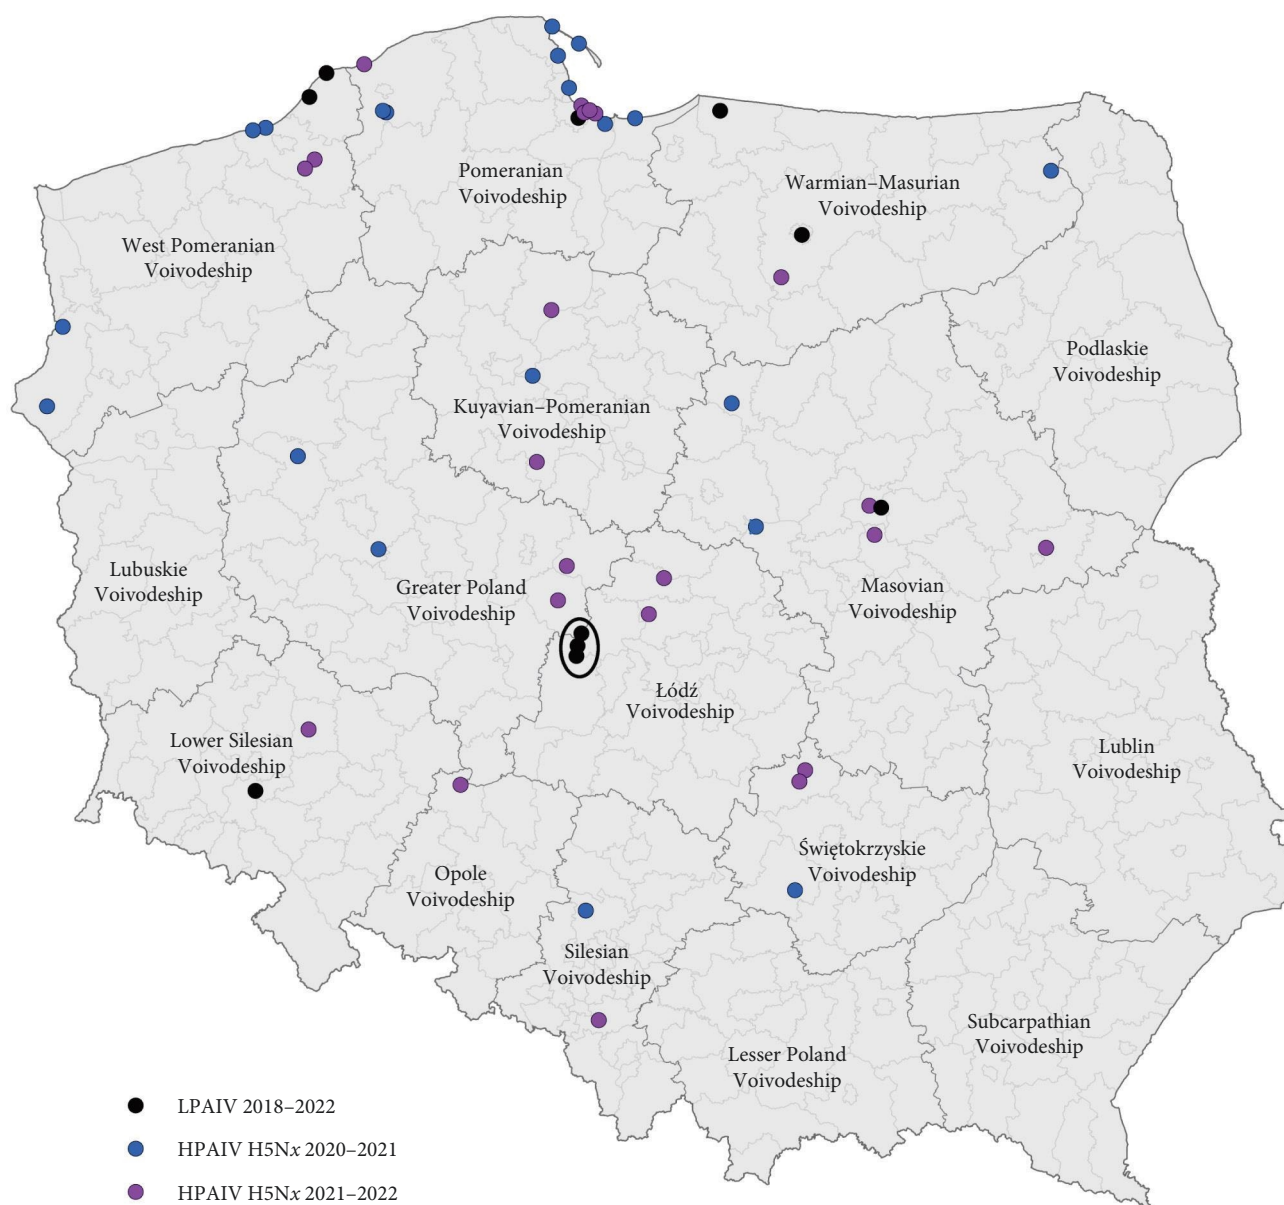 Pomeranian
Voivodeship
Warmian–Masurian
Voivodeship
West Pomeranian
Voivodeship
Podlaskie
Voivodeship
Kuyavian–Pomeranian
Voivodeship
Lubuskie
Voivodeship
Greater Poland
Voivodeship
Masovian
Voivodeship
Łódź
Voivodeship
Lower Silesian
Voivodeship
Lublin
Voivodeship
Świętokrzyskie
Voivodeship
Opole
Voivodeship
Silesian
Voivodeship
Subcarpathian
Voivodeship
Lesser Poland
Voivodeship
LPAIV 2018–2022
HPAIV H5Nx 2020–2021
HPAIV H5Nx 2021–2022